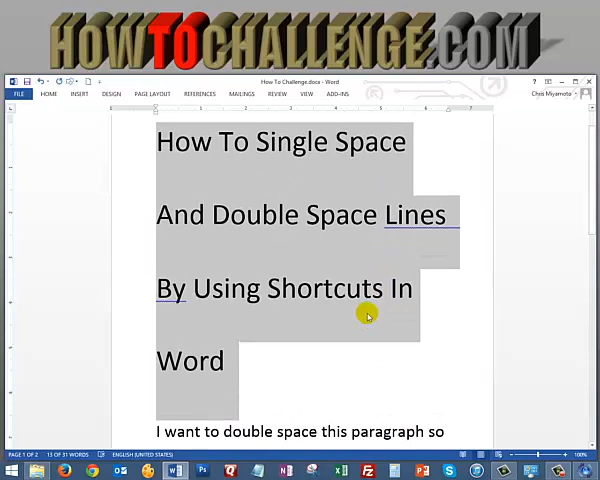 HOWTOCHALLENGE.COM
How To Challenge.docx - Word
FILE HOME INSERT DESIGN PAGE LAYOUT REFERENCES MAILINGS REVIEW VIEW ADD-INS Chris Miyamoto
How To Single Space
And Double Space Lines
By Using Shortcuts In
Word
I want to double space this paragraph so
PAGE 1 OF 2 13 OF 31 WORDS ENGLISH (UNITED STATES) 100%